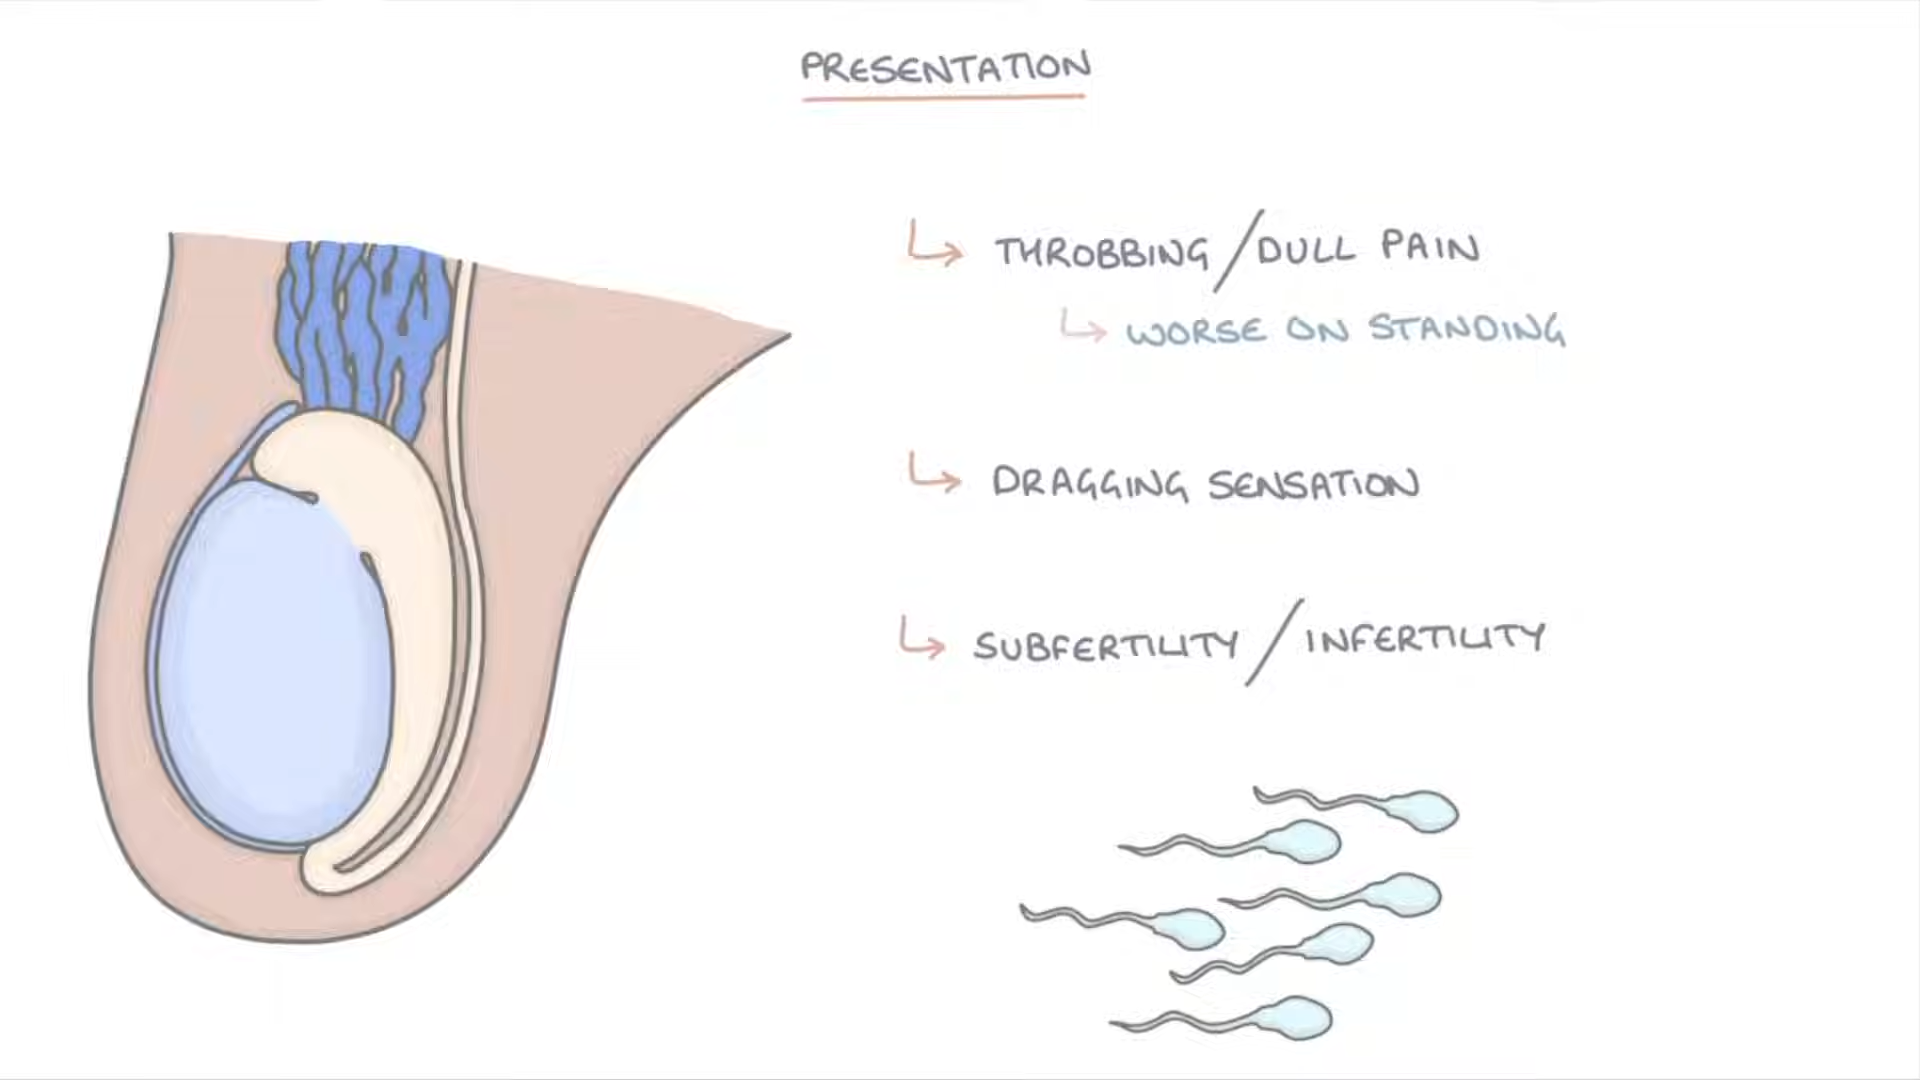 PRESENTATION
THROBBING / DULL PAIN
WORSE ON STANDING
DRAGGING SENSATION
SUBFERTILITY / INFERTILITY